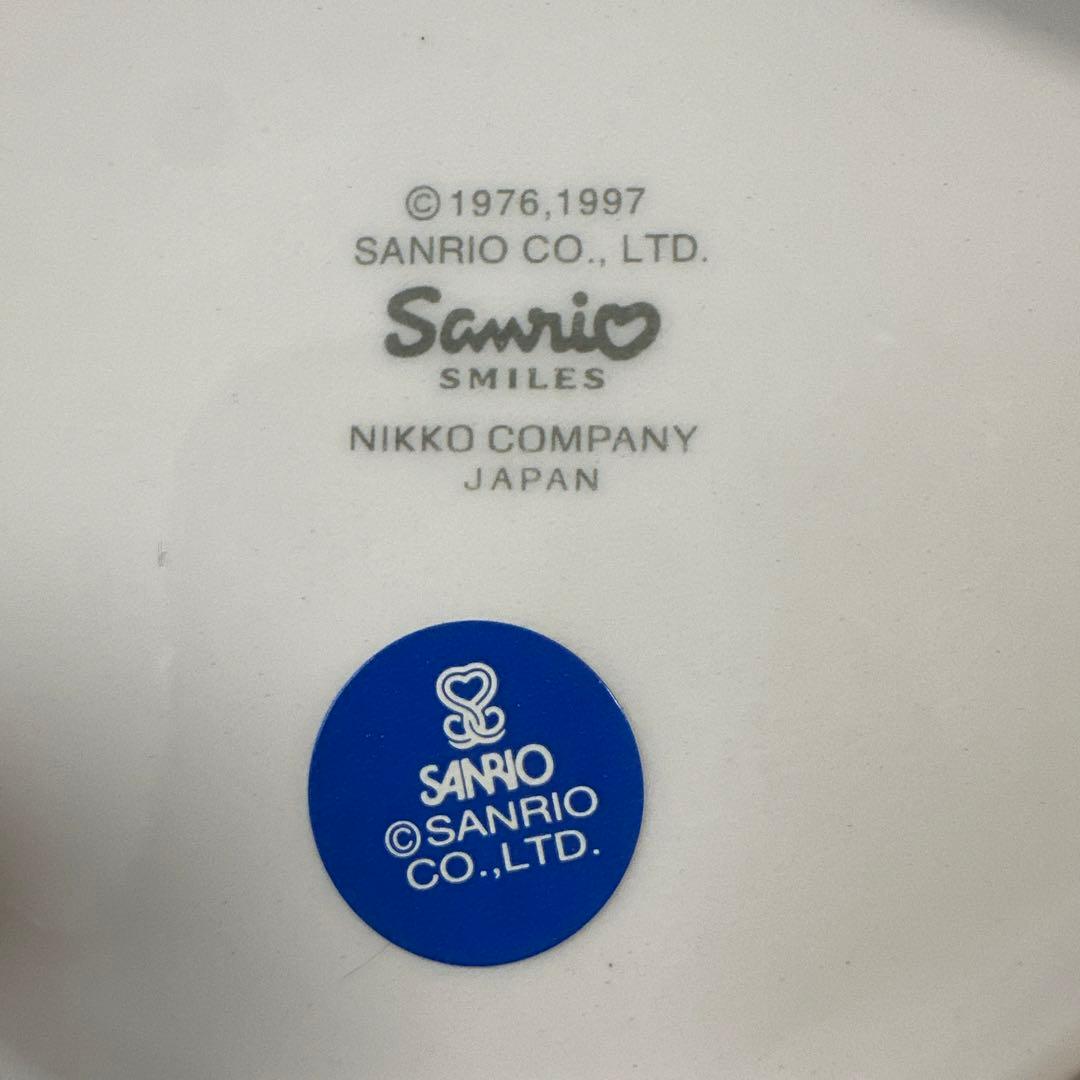 ©1976,1997
SANRIO CO., LTD.
Sanrio
SMILES
NIKKO COMPANY
JAPAN
SANRIO
©SANRIO
CO.,LTD.